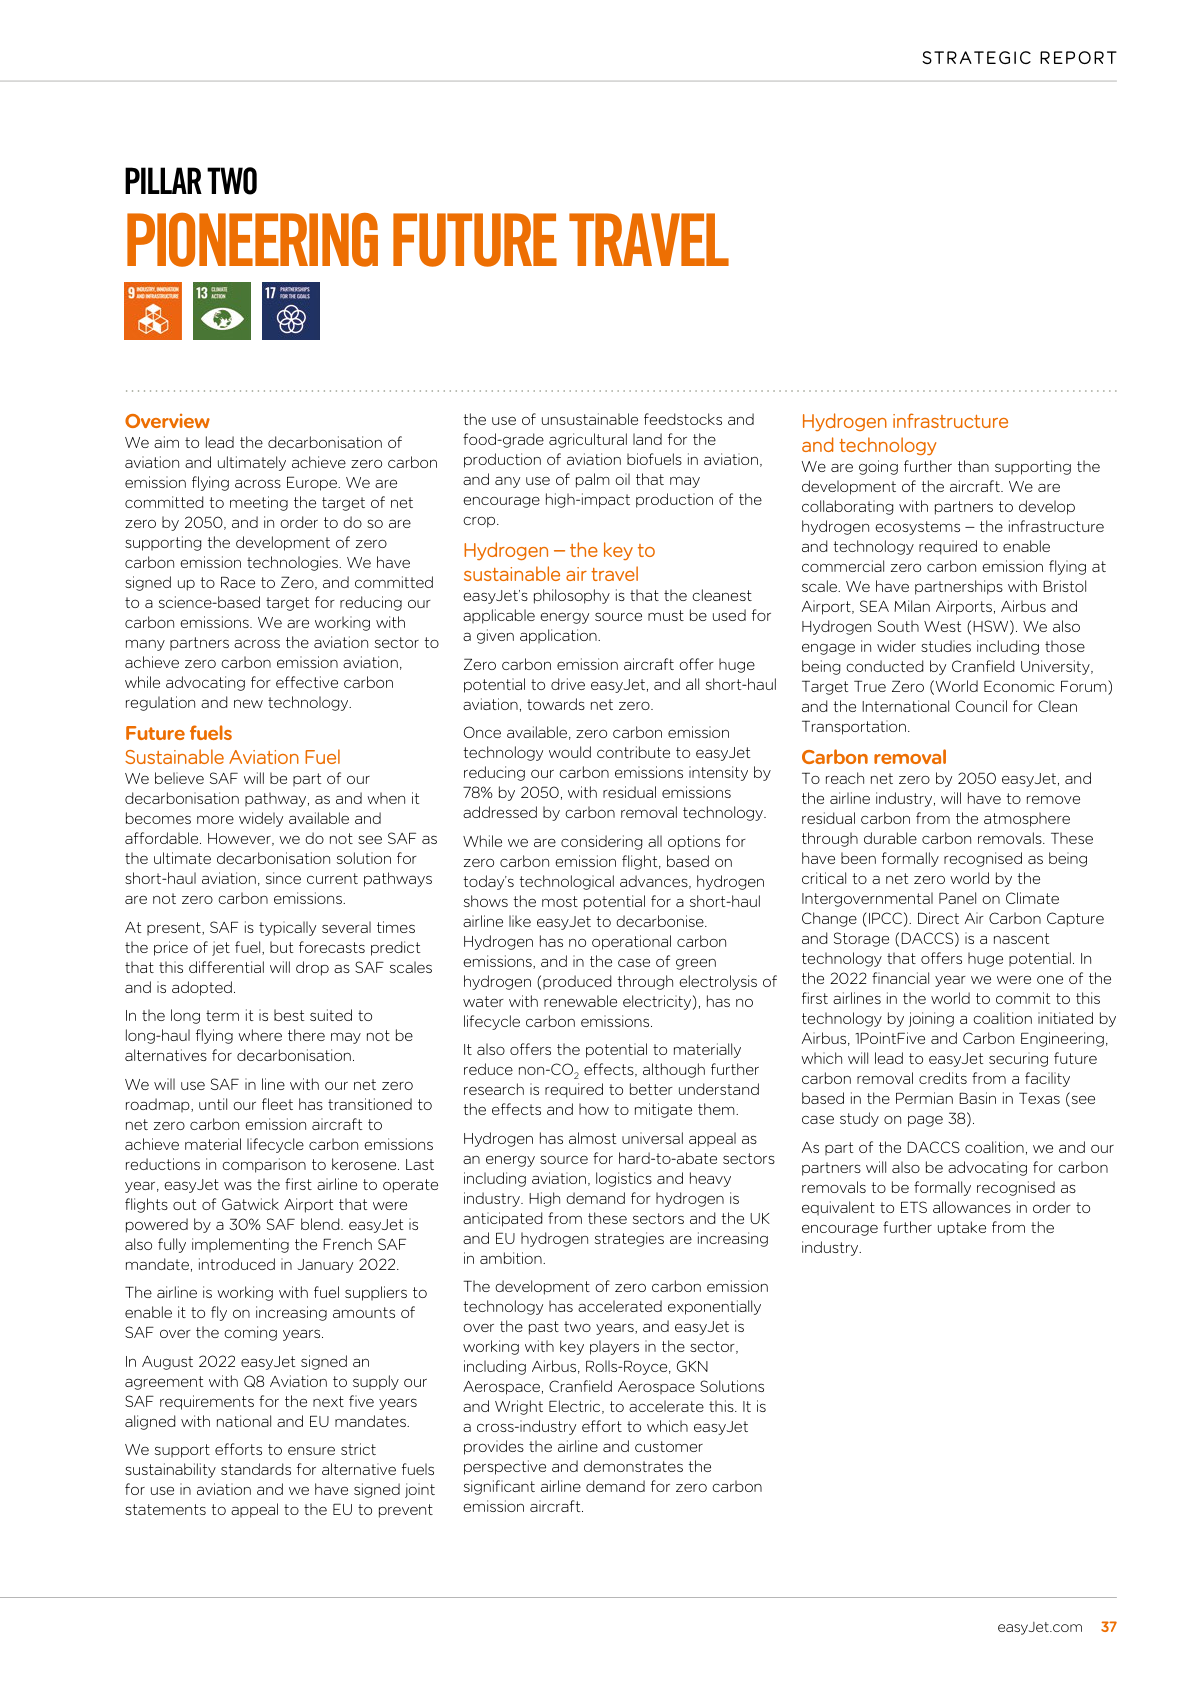 STRATEGIC REPORT
PILLAR TWO
PIONEERING FUTURE TRAVEL
9 INDUSTRY, INNOVATION
AND INFRASTRUCTURE
13 CLIMATE
ACTION
17 PARTNERSHIPS
FOR THE GOALS
Overview
We aim to lead the decarbonisation of
aviation and ultimately achieve zero carbon
emission flying across Europe. We are
committed to meeting the target of net
zero by 2050, and in order to do so are
supporting the development of zero
carbon emission technologies. We have
signed up to Race to Zero, and committed
to a science-based target for reducing our
carbon emissions. We are working with
many partners across the aviation sector to
achieve zero carbon emission aviation,
while advocating for effective carbon
regulation and new technology.
Future fuels
Sustainable Aviation Fuel
We believe SAF will be part of our
decarbonisation pathway, as and when it
becomes more widely available and
affordable. However, we do not see SAF as
the ultimate decarbonisation solution for
short-haul aviation, since current pathways
are not zero carbon emissions.
At present, SAF is typically several times
the price of jet fuel, but forecasts predict
that this differential will drop as SAF scales
and is adopted.
In the long term it is best suited to
long-haul flying where there may not be
alternatives for decarbonisation.
We will use SAF in line with our net zero
roadmap, until our fleet has transitioned to
net zero carbon emission aircraft to
achieve material lifecycle carbon emissions
reductions in comparison to kerosene. Last
year, easyJet was the first airline to operate
flights out of Gatwick Airport that were
powered by a 30% SAF blend. easyJet is
also fully implementing the French SAF
mandate, introduced in January 2022.
The airline is working with fuel suppliers to
enable it to fly on increasing amounts of
SAF over the coming years.
In August 2022 easyJet signed an
agreement with Q8 Aviation to supply our
SAF requirements for the next five years
aligned with national and EU mandates.
We support efforts to ensure strict
sustainability standards for alternative fuels
for use in aviation and we have signed joint
statements to appeal to the EU to prevent
the use of unsustainable feedstocks and
food-grade agricultural land for the
production of aviation biofuels in aviation,
and any use of palm oil that may
encourage high-impact production of the
crop.
Hydrogen – the key to
sustainable air travel
easyJet's philosophy is that the cleanest
applicable energy source must be used for
a given application.
Zero carbon emission aircraft offer huge
potential to drive easyJet, and all short-haul
aviation, towards net zero.
Once available, zero carbon emission
technology would contribute to easyJet
reducing our carbon emissions intensity by
78% by 2050, with residual emissions
addressed by carbon removal technology.
While we are considering all options for
zero carbon emission flight, based on
today's technological advances, hydrogen
shows the most potential for a short-haul
airline like easyJet to decarbonise.
Hydrogen has no operational carbon
emissions, and in the case of green
hydrogen (produced through electrolysis of
water with renewable electricity), has no
lifecycle carbon emissions.
It also offers the potential to materially
reduce non-CO2 effects, although further
research is required to better understand
the effects and how to mitigate them.
Hydrogen has almost universal appeal as
an energy source for hard-to-abate sectors
including aviation, logistics and heavy
industry. High demand for hydrogen is
anticipated from these sectors and the UK
and EU hydrogen strategies are increasing
in ambition.
The development of zero carbon emission
technology has accelerated exponentially
over the past two years, and easyJet is
working with key players in the sector,
including Airbus, Rolls-Royce, GKN
Aerospace, Cranfield Aerospace Solutions
and Wright Electric, to accelerate this. It is
a cross-industry effort to which easyJet
provides the airline and customer
perspective and demonstrates the
significant airline demand for zero carbon
emission aircraft.
Hydrogen infrastructure
and technology
We are going further than supporting the
development of the aircraft. We are
collaborating with partners to develop
hydrogen ecosystems – the infrastructure
and technology required to enable
commercial zero carbon emission flying at
scale. We have partnerships with Bristol
Airport, SEA Milan Airports, Airbus and
Hydrogen South West (HSW). We also
engage in wider studies including those
being conducted by Cranfield University,
Target True Zero (World Economic Forum)
and the International Council for Clean
Transportation.
Carbon removal
To reach net zero by 2050 easyJet, and
the airline industry, will have to remove
residual carbon from the atmosphere
through durable carbon removals. These
have been formally recognised as being
critical to a net zero world by the
Intergovernmental Panel on Climate
Change (IPCC). Direct Air Carbon Capture
and Storage (DACCS) is a nascent
technology that offers huge potential. In
the 2022 financial year we were one of the
first airlines in the world to commit to this
technology by joining a coalition initiated by
Airbus, 1PointFive and Carbon Engineering,
which will lead to easyJet securing future
carbon removal credits from a facility
based in the Permian Basin in Texas (see
case study on page 38).
As part of the DACCS coalition, we and our
partners will also be advocating for carbon
removals to be formally recognised as
equivalent to ETS allowances in order to
encourage further uptake from the
industry.
easyJet.com 37